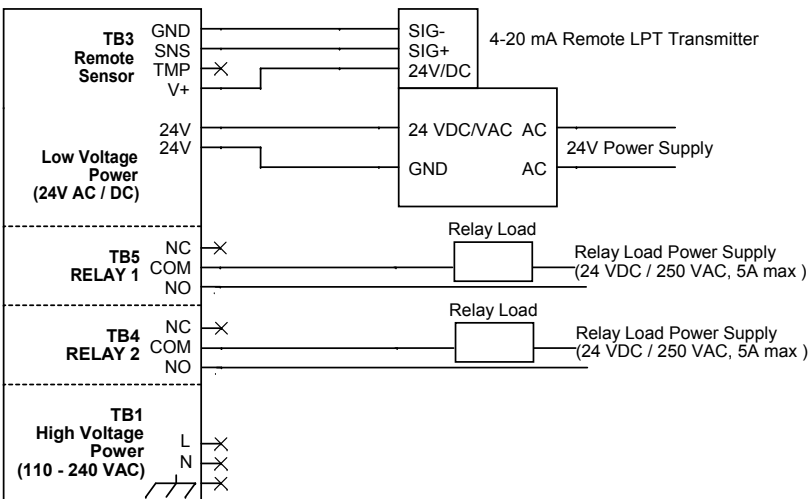 TB3
Remote
Sensor
GND
SNS
TMP
V+
SIG-
SIG+
24V/DC
4-20 mA Remote LPT Transmitter
Low Voltage
Power
(24V AC / DC)
24V
24V
24 VDC/VAC AC
GND AC
24V Power Supply
TB5
RELAY 1
NC
COM
NO
Relay Load
Relay Load Power Supply
(24 VDC / 250 VAC, 5A max )
TB4
RELAY 2
NC
COM
NO
Relay Load
Relay Load Power Supply
(24 VDC / 250 VAC, 5A max )
TB1
High Voltage
Power
(110 - 240 VAC)
L
N